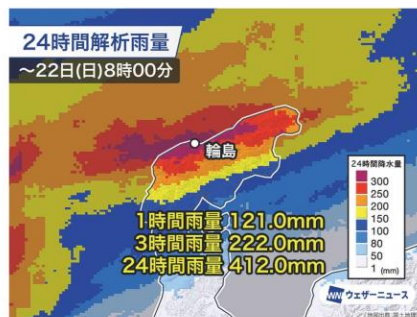 24時間解析雨量
～22日(日)8時00分
輪島
1時間雨量 121.0mm
3時間雨量 222.0mm
24時間雨量 412.0mm
24時間降水量
300
250
200
150
100
80
50
1 (mm)
WN ウェザーニュース